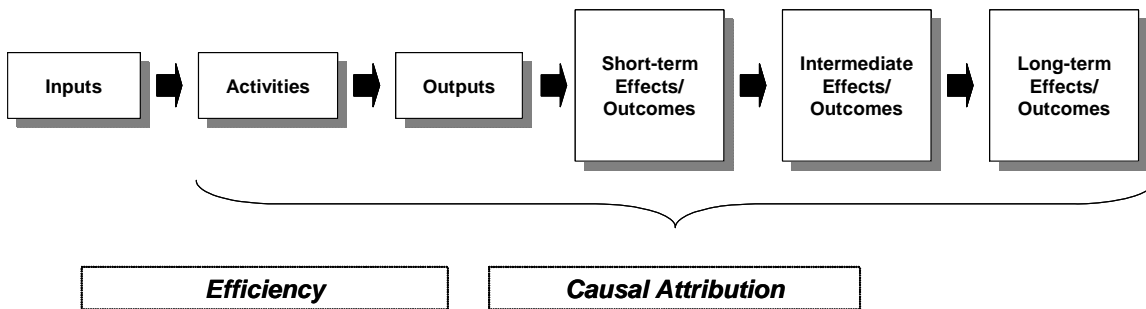 Inputs
Activities
Outputs
Short-term
Effects/
Outcomes
Intermediate
Effects/
Outcomes
Long-term
Effects/
Outcomes
Efficiency
Causal Attribution